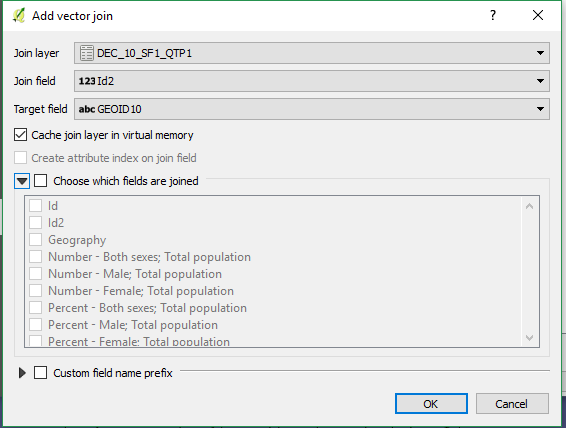 Add vector join
Join layer DEC_10_SF1_QTP1
Join field 123 Id2
Target field abc GEOID10
Cache join layer in virtual memory
Create attribute index on join field
Choose which fields are joined
Id
Id2
Geography
Number - Both sexes; Total population
Number - Male; Total population
Number - Female; Total population
Percent - Both sexes; Total population
Percent - Male; Total population
Percent - Female; Total population
Custom field name prefix
OK Cancel